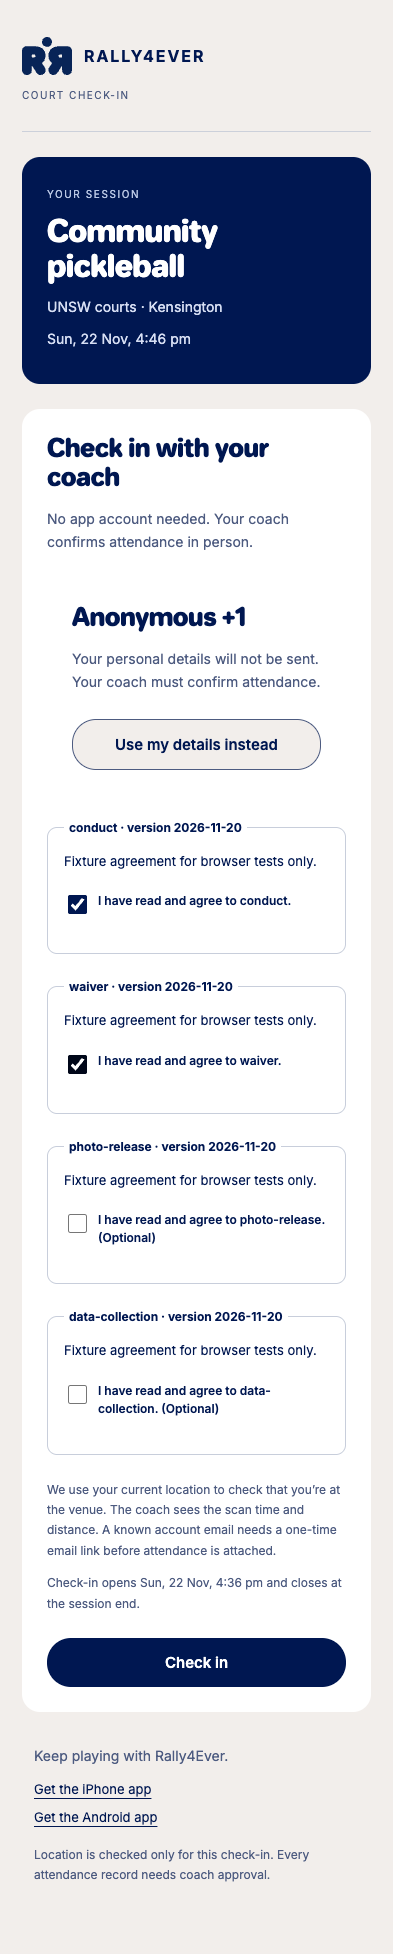 RALLY4EVER
COURT CHECK-IN
YOUR SESSION
Community
pickleball
UNSW courts · Kensington
Sun, 22 Nov, 4:46 pm
Check in with your
coach
No app account needed. Your coach
confirms attendance in person.
Anonymous +1
Your personal details will not be sent.
Your coach must confirm attendance.
Use my details instead
conduct · version 2026-11-20
Fixture agreement for browser tests only.
I have read and agree to conduct.
waiver · version 2026-11-20
Fixture agreement for browser tests only.
I have read and agree to waiver.
photo-release · version 2026-11-20
Fixture agreement for browser tests only.
I have read and agree to photo-release.
(Optional)
data-collection · version 2026-11-20
Fixture agreement for browser tests only.
I have read and agree to data-
collection. (Optional)
We use your current location to check that you’re at
the venue. The coach sees the scan time and
distance. A known account email needs a one-time
email link before attendance is attached.
Check-in opens Sun, 22 Nov, 4:36 pm and closes at
the session end.
Check in
Keep playing with Rally4Ever.
Get the iPhone app
Get the Android app
Location is checked only for this check-in. Every
attendance record needs coach approval.